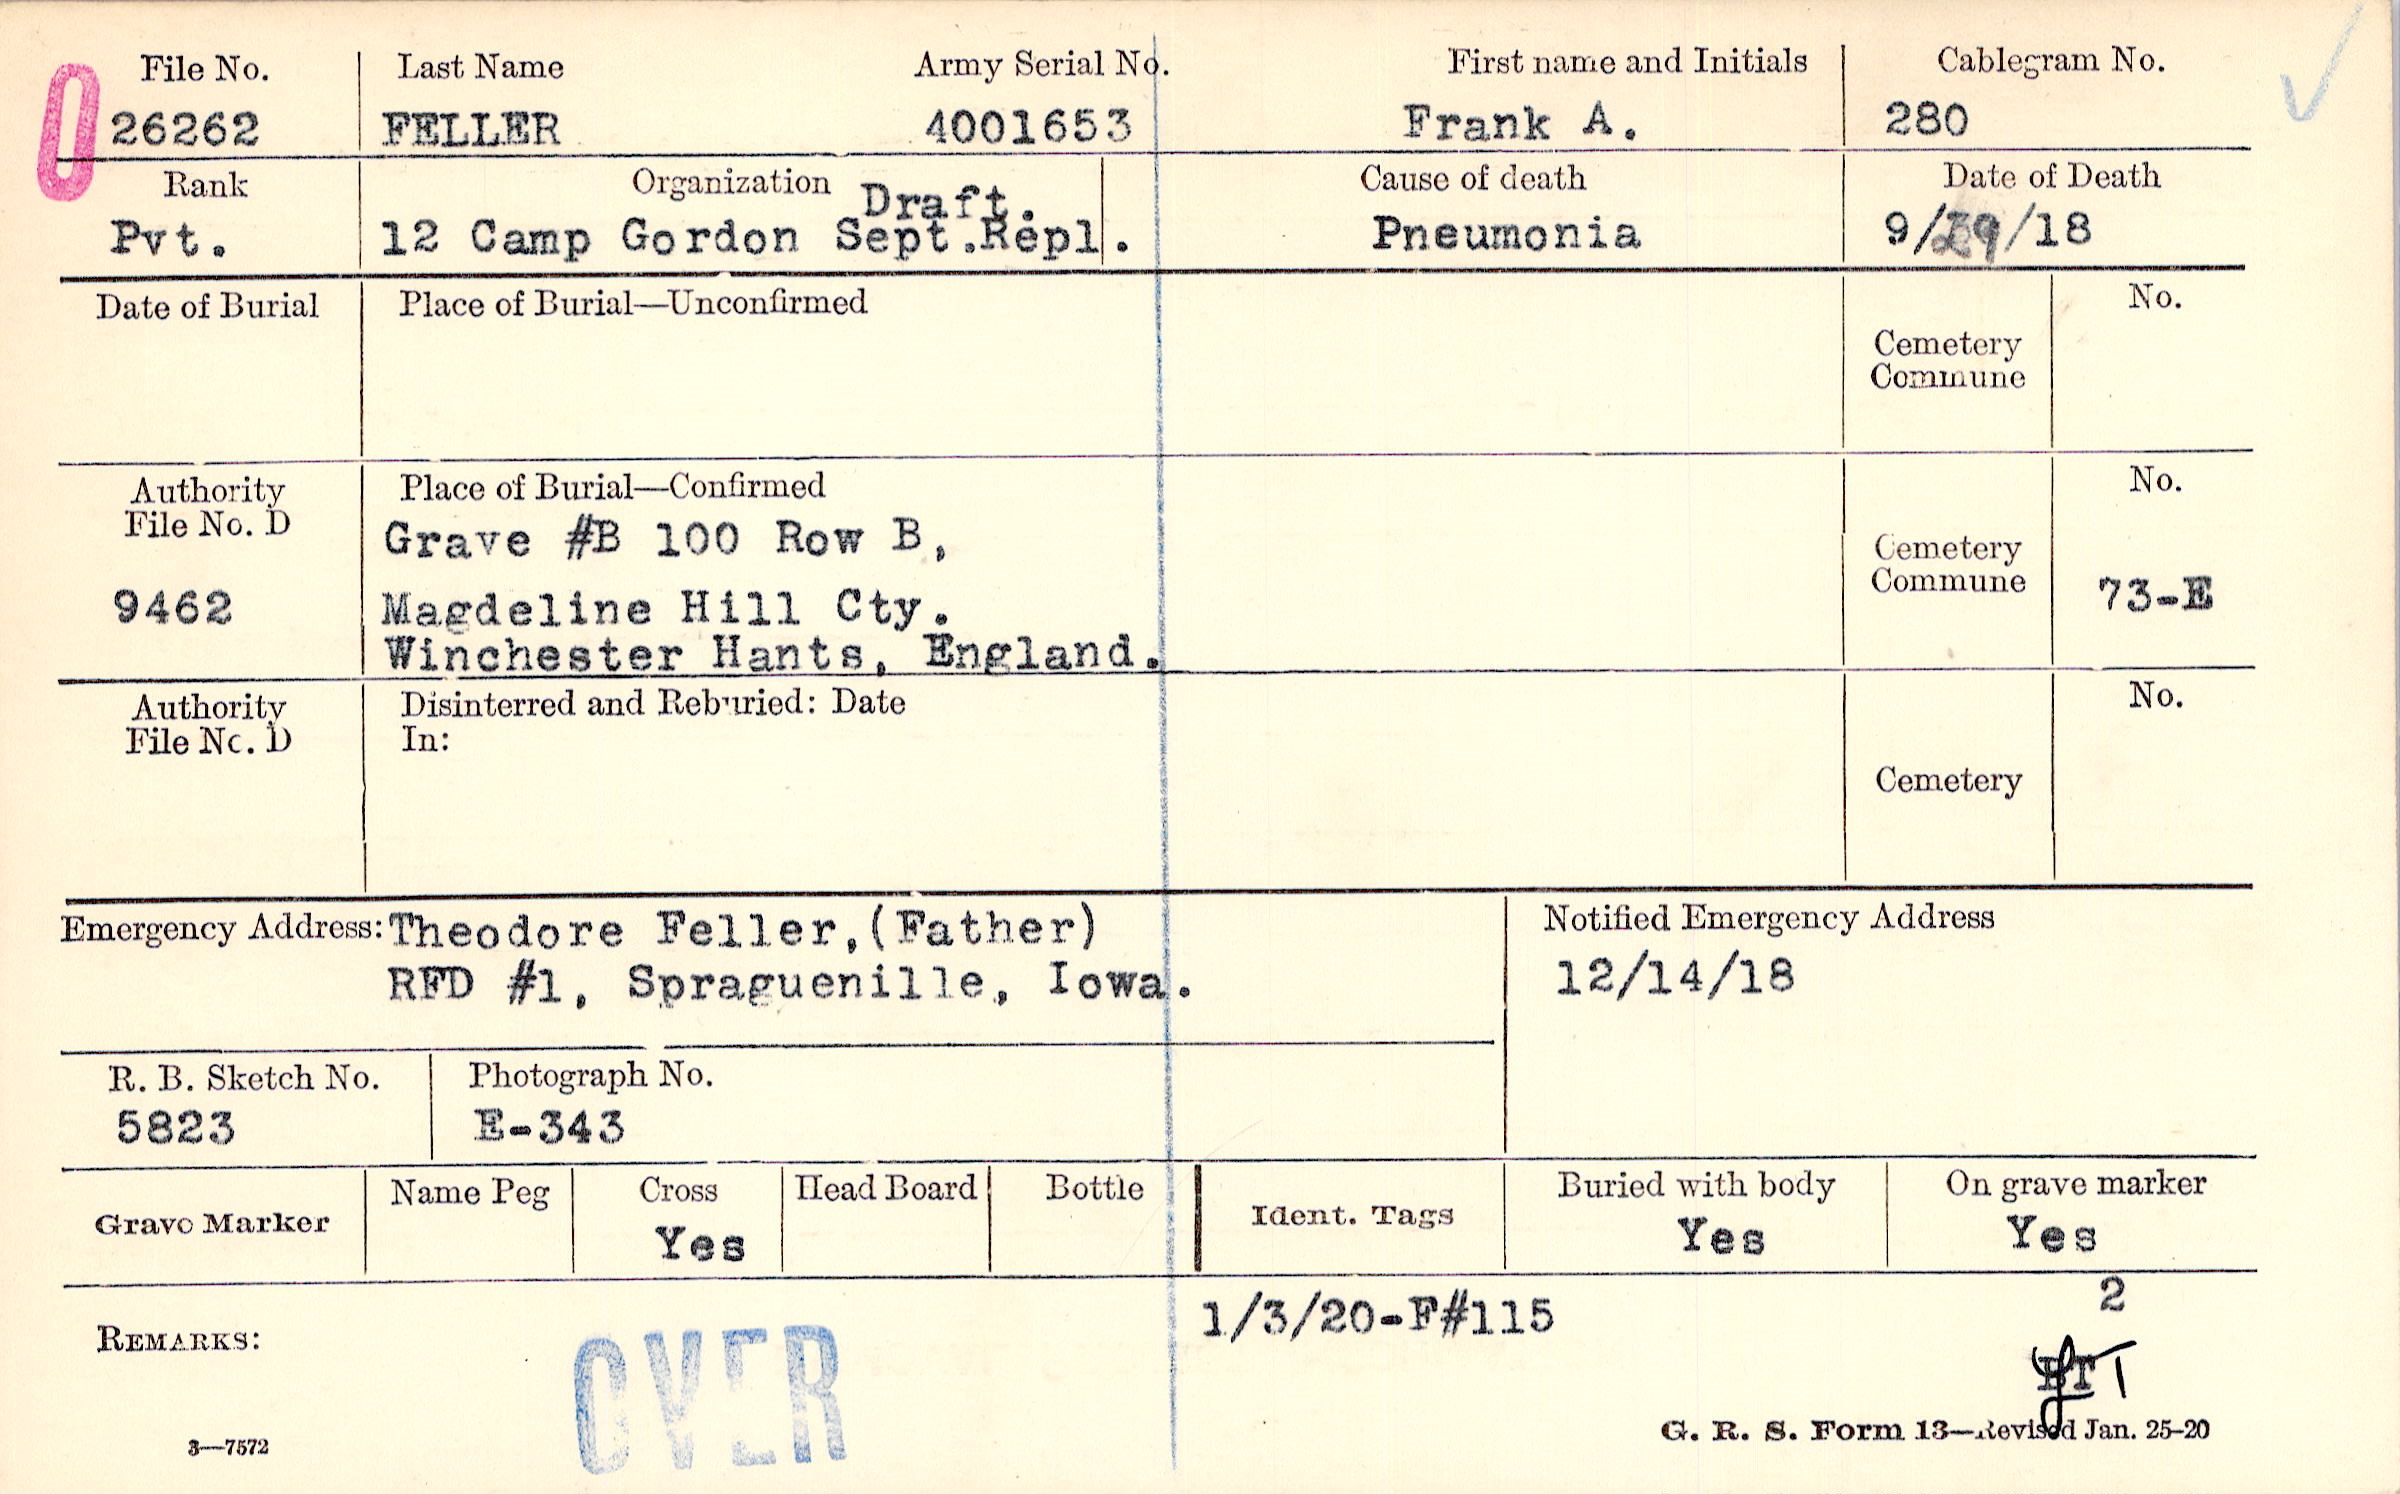 File No. Last Name Army Serial No. First name and Initials Cablegram No.
0 26262 FELLER 4001653 Frank A. 280
Rank Organization Cause of death Date of Death
Draft.
Pvt. 12 Camp Gordon Sept.Repl. Pneumonia 9/29/18
Date of Burial Place of Burial—Unconfirmed No.
Cemetery
Commune
Authority Place of Burial—Confirmed No.
File No. D
Grave #B 100 Row B,
Cemetery
Commune
9462 Magdeline Hill Cty. 73-E
Winchester Hants, England.
Authority Disinterred and Reburied: Date No.
File No. D In:
Cemetery
Emergency Address: Theodore Feller,(Father) Notified Emergency Address
RFD #1, Spraguenille, Iowa. 12/14/18
R. B. Sketch No. Photograph No.
5823 E-343
Name Peg Cross Head Board Bottle Buried with body On grave marker
Grave Marker Ident. Tags
Yes Yes Yes
2
1/3/20-F#115
REMARKS:
OVER
G. R. S. Form 13—Revised Jan. 25-20
3—7572